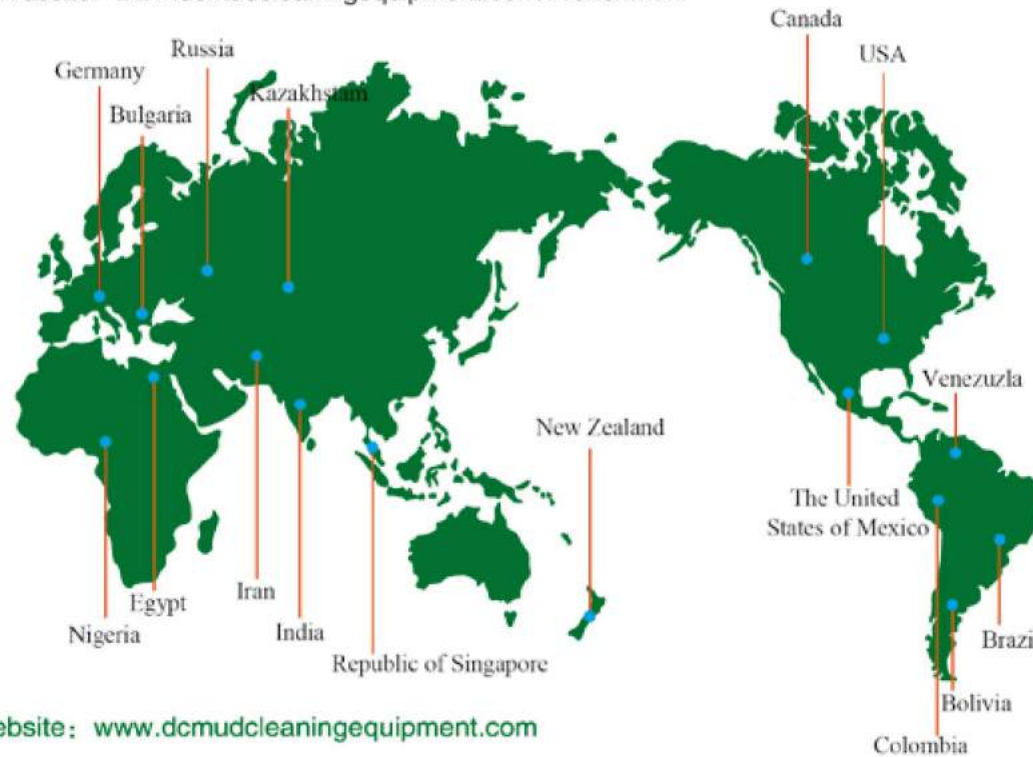 Canada
Russia
USA
Germany
Kazakhstam
Bulgaria
Venezuzla
New Zealand
The United
States of Mexico
Iran
Egypt
India
Nigeria
Brazi
Republic of Singapore
Bolivia
ebsite: www.dcmudcleaningequipment.com
Colombia